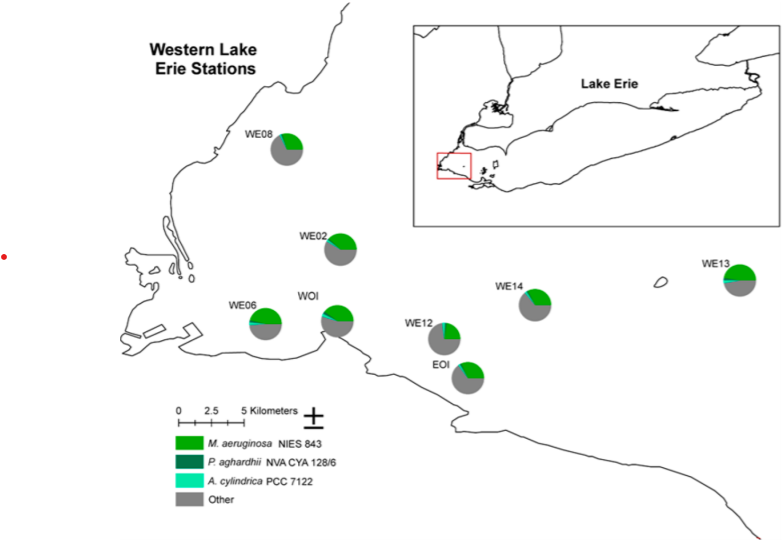 Western Lake
Erie Stations
Lake Erie
WE08
WE02
WE13
WE14
WOI
WE06
WE12
EOI
0 2.5 5 Kilometers
M. aeruginosa NIES 843
P. aghardhii NVA CYA 128/6
A. cylindrica PCC 7122
Other